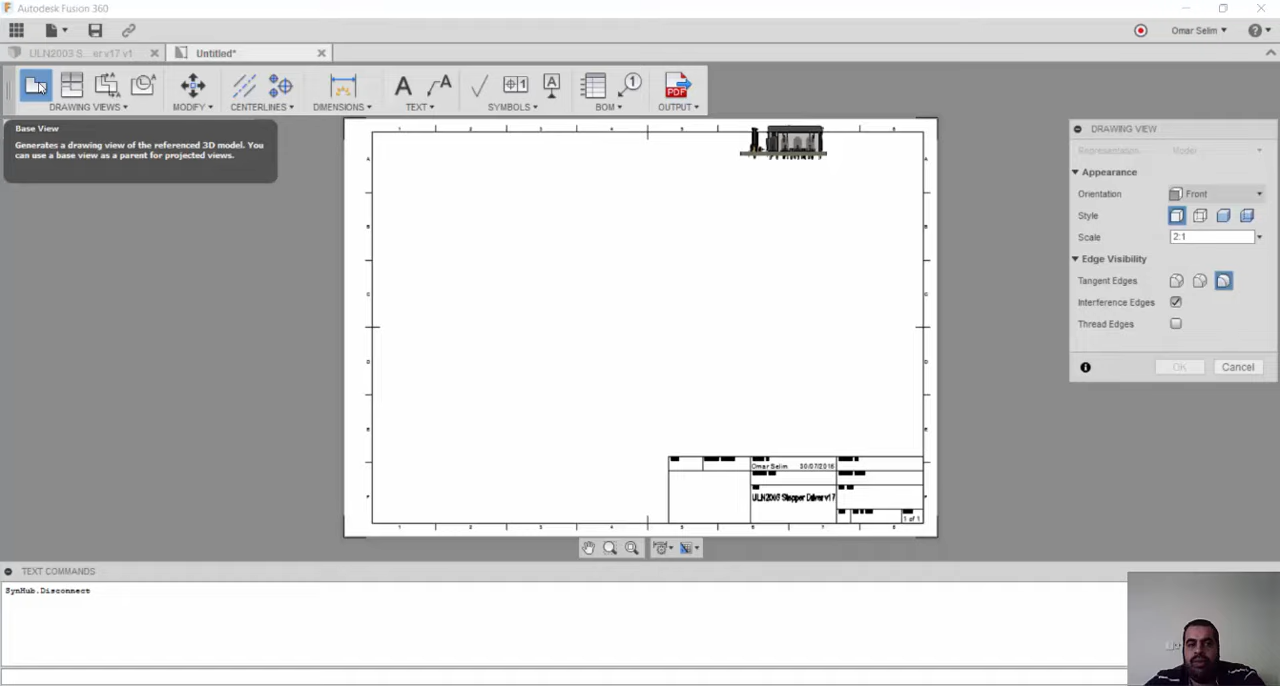 Autodesk Fusion 360
Omar Selim
ULN2003 S... er v17 v1
Untitled*
DRAWING VIEWS
MODIFY
CENTERLINES
DIMENSIONS
TEXT
SYMBOLS
BOM
OUTPUT
Base View
Generates a drawing view of the referenced 3D model. You
can use a base view as a parent for projected views.
DRAWING VIEW
Representation Model
Appearance
Orientation Front
Style
Scale 2:1
Edge Visibility
Tangent Edges
Interference Edges
Thread Edges
OK Cancel
Omar Selim 30/07/2016
ULN2003 Stepper Driver v17
1 of 1
TEXT COMMANDS
SynHub.Disconnect